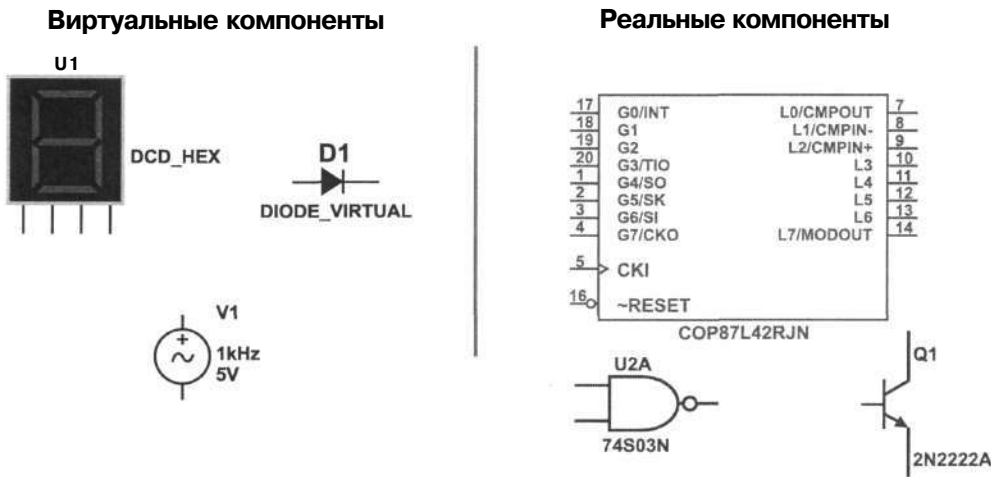 Виртуальные компоненты
U1
DCD_HEX
D1
DIODE_VIRTUAL
V1
1kHz
5V
Реальные компоненты
17 G0/INT L0/CMPOUT 7
18 G1 L1/CMPIN- 8
19 G2 L2/CMPIN+ 9
20 G3/TIO L3 10
1 G4/SO L4 11
2 G5/SK L5 12
3 G6/SI L6 13
4 G7/CKO L7/MODOUT 14
5 CKI
16 ~RESET
COP87L42RJN
U2A
74S03N
Q1
2N2222A